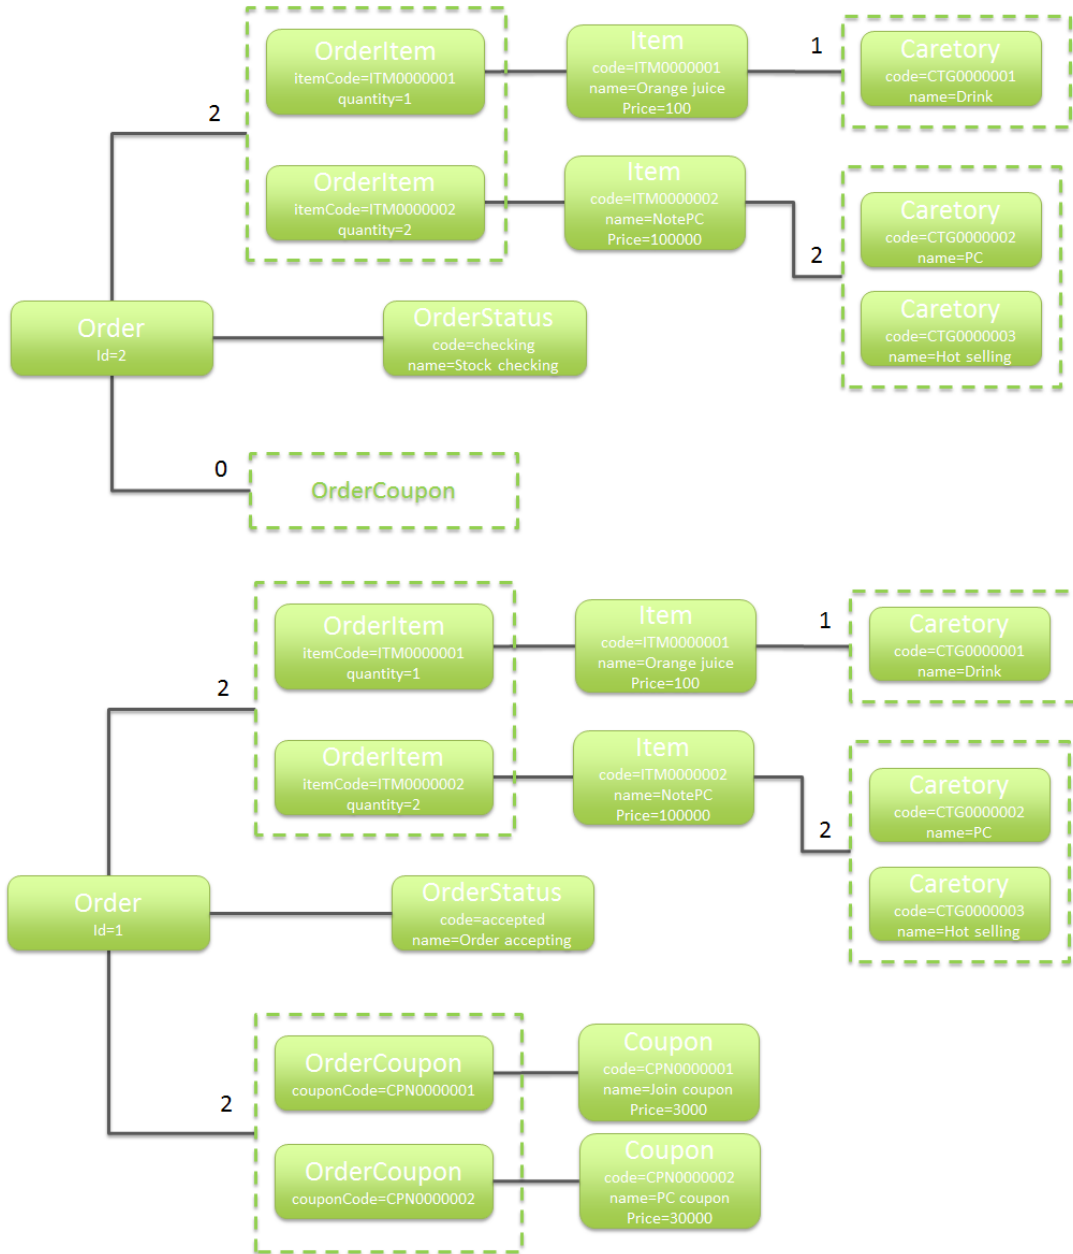 OrderItem
itemCode=ITM0000001
quantity=1
Item
code=ITM0000001
name=Orange juice
Price=100
1
Caretory
code=CTG0000001
name=Drink
2
OrderItem
itemCode=ITM0000002
quantity=2
Item
code=ITM0000002
name=NotePC
Price=100000
2
Caretory
code=CTG0000002
name=PC
Caretory
code=CTG0000003
name=Hot selling
Order
Id=2
OrderStatus
code=checking
name=Stock checking
0
OrderCoupon
OrderItem
itemCode=ITM0000001
quantity=1
Item
code=ITM0000001
name=Orange juice
Price=100
1
Caretory
code=CTG0000001
name=Drink
2
OrderItem
itemCode=ITM0000002
quantity=2
Item
code=ITM0000002
name=NotePC
Price=100000
2
Caretory
code=CTG0000002
name=PC
Caretory
code=CTG0000003
name=Hot selling
Order
Id=1
OrderStatus
code=accepted
name=Order accepting
2
OrderCoupon
couponCode=CPN0000001
Coupon
code=CPN0000001
name=Join coupon
Price=3000
OrderCoupon
couponCode=CPN0000002
Coupon
code=CPN0000002
name=PC coupon
Price=30000